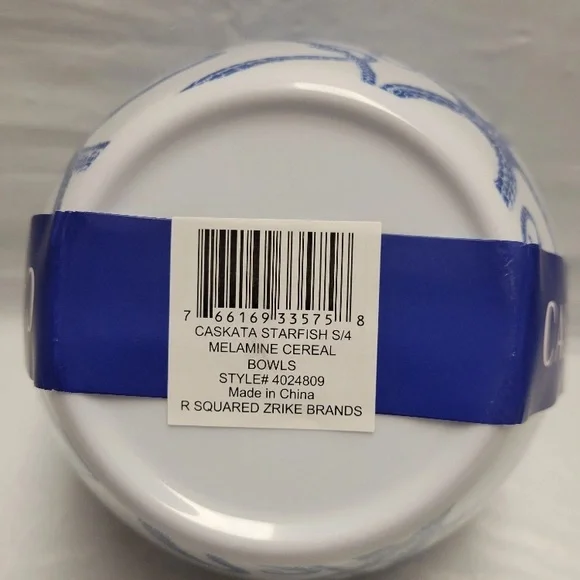 7 66169 33575 8
CASKATA STARFISH S/4
MELAMINE CEREAL
BOWLS
STYLE# 4024809
Made in China
R SQUARED ZRIKE BRANDS